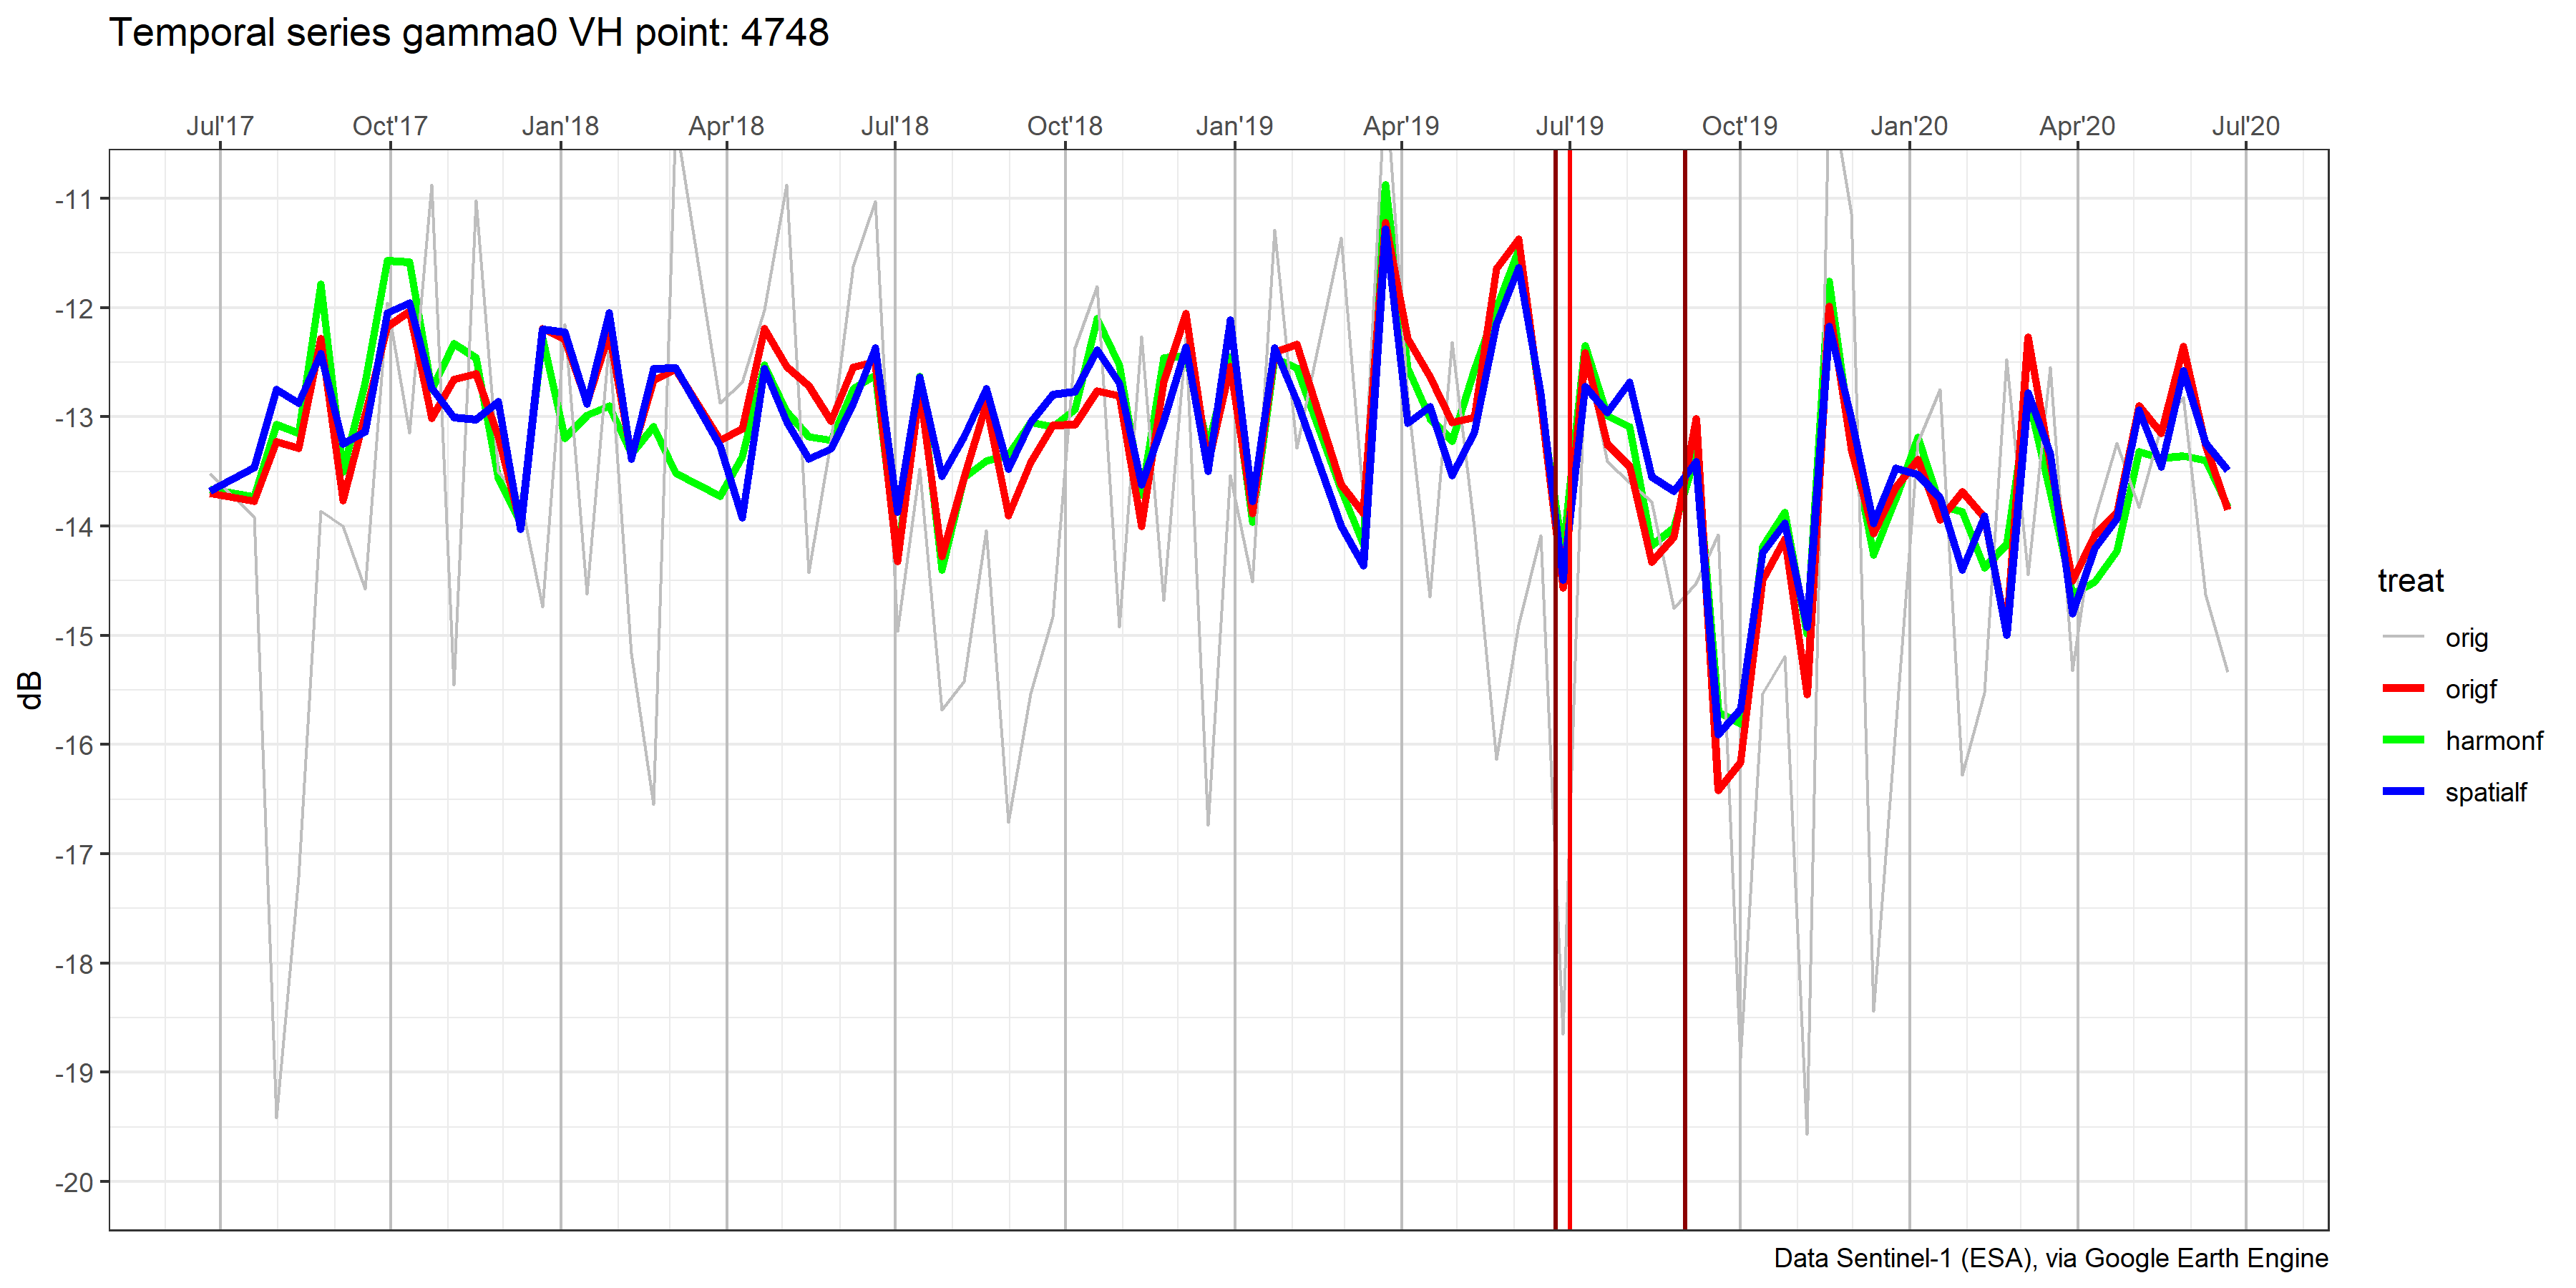 Temporal series gamma0 VH point: 4748
Jul'17 Oct'17 Jan'18 Apr'18 Jul'18 Oct'18 Jan'19 Apr'19 Jul'19 Oct'19 Jan'20 Apr'20 Jul'20
-11
-12
-13
-14
-15
-16
-17
-18
-19
-20
dB
treat
orig
origf
harmonf
spatialf
Data Sentinel-1 (ESA), via Google Earth Engine